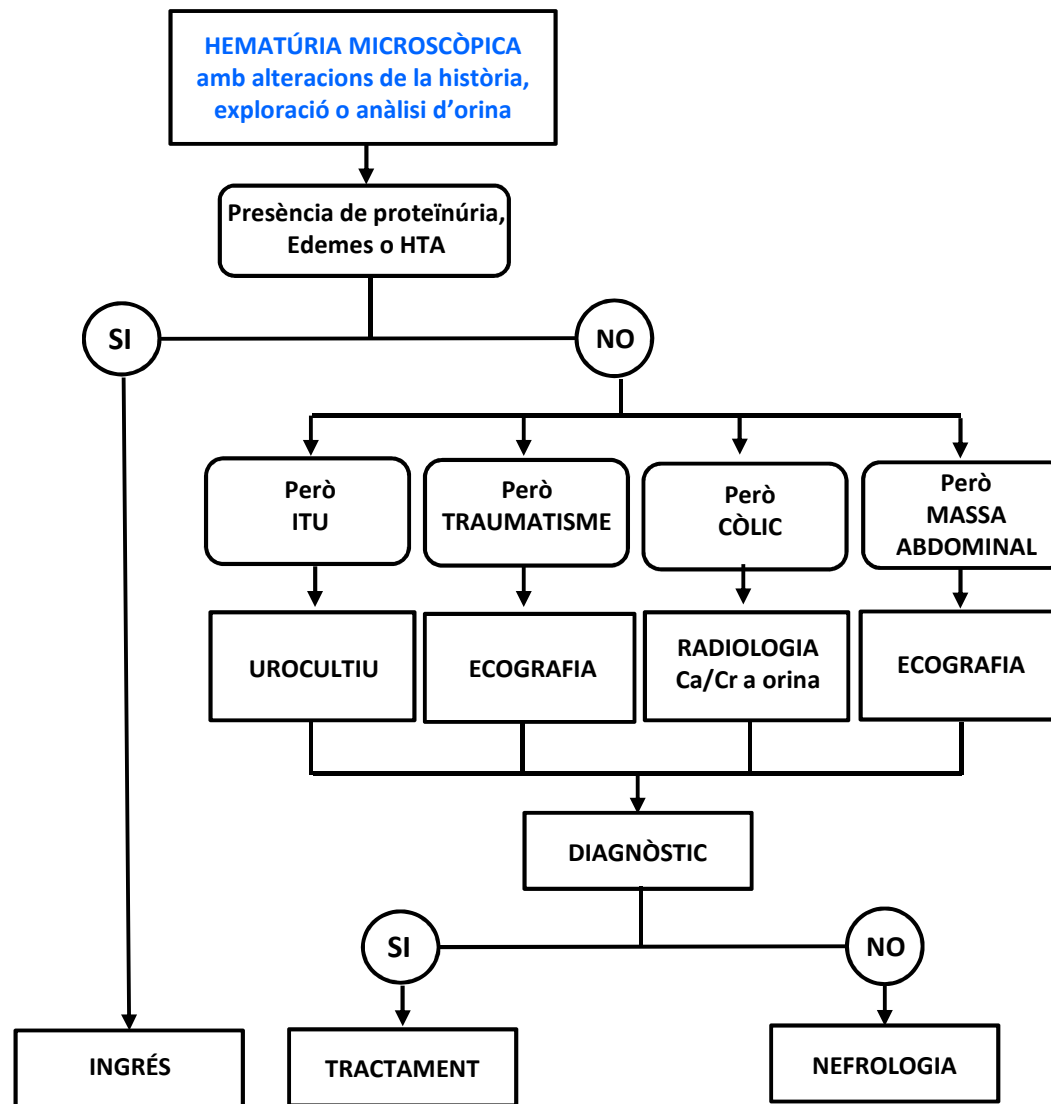 HEMATÚRIA MICROSCÒPICA
amb alteracions de la història,
exploració o anàlisi d’orina
Presència de proteïnúria,
Edemes o HTA
SI
NO
Però
ITU
Però
TRAUMATISME
Però
CÒLIC
Però
MASSA
ABDOMINAL
UROCULTIU
ECOGRAFIA
RADIOLOGIA
Ca/Cr a orina
ECOGRAFIA
DIAGNÒSTIC
SI
NO
INGRÉS
TRACTAMENT
NEFROLOGIA